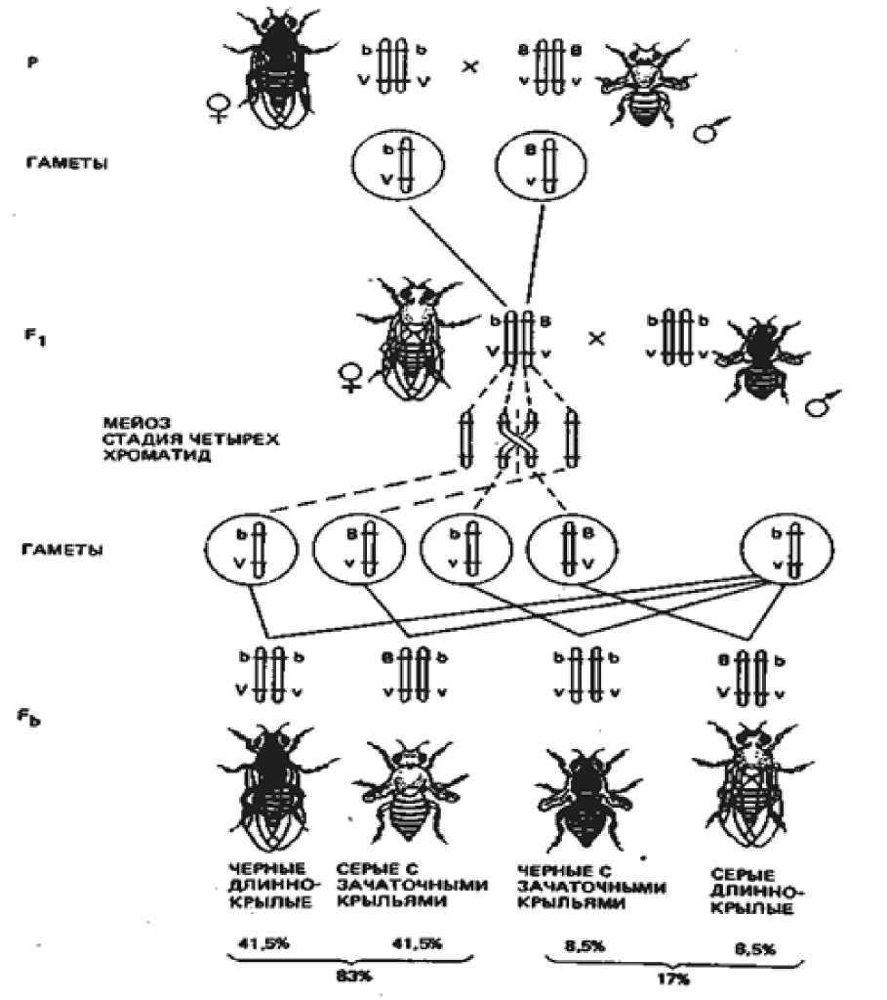 P
b b
V V
×
B B
v v
♀
♂
ГАМЕТЫ
b
V
B
v
F1
b B
V v
×
b b
v v
♀
♂
МЕЙОЗ
СТАДИЯ ЧЕТЫРЕХ
ХРОМАТИД
ГАМЕТЫ
b
V
B
v
b
v
B
V
b
v
b b
V v
B b
v v
b b
v v
B b
V v
Fb
ЧЕРНЫЕ
ДЛИННО-
КРЫЛЫЕ
СЕРЫЕ С
ЗАЧАТОЧНЫМИ
КРЫЛЬЯМИ
ЧЕРНЫЕ С
ЗАЧАТОЧНЫМИ
КРЫЛЬЯМИ
СЕРЫЕ
ДЛИННО-
КРЫЛЫЕ
41,5% 41,5% 8,5% 8,5%
83% 17%